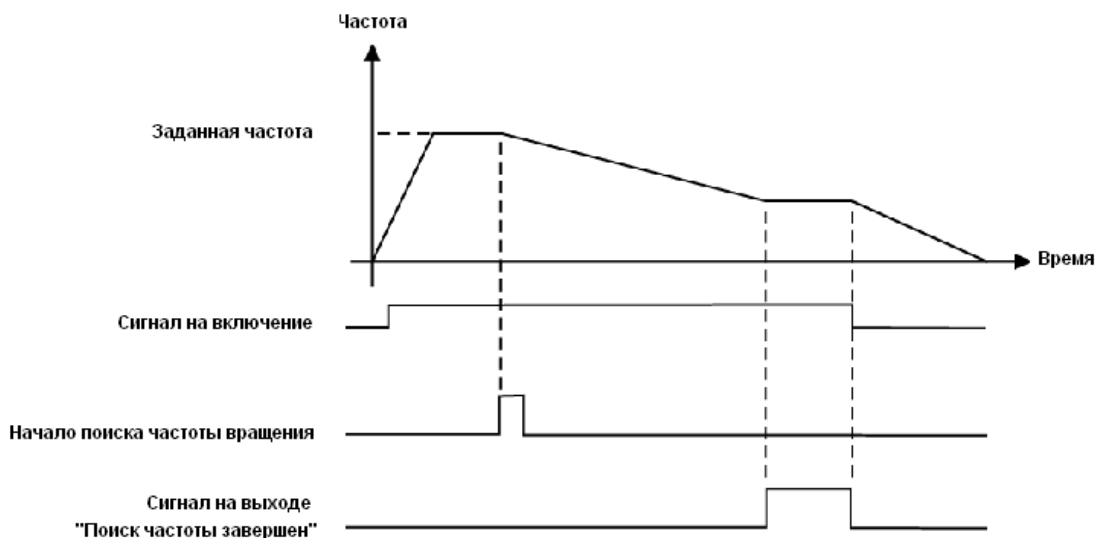 Частота
Заданная частота
Время
Сигнал на включение
Начало поиска частоты вращения
Сигнал на выходе
"Поиск частоты завершен"